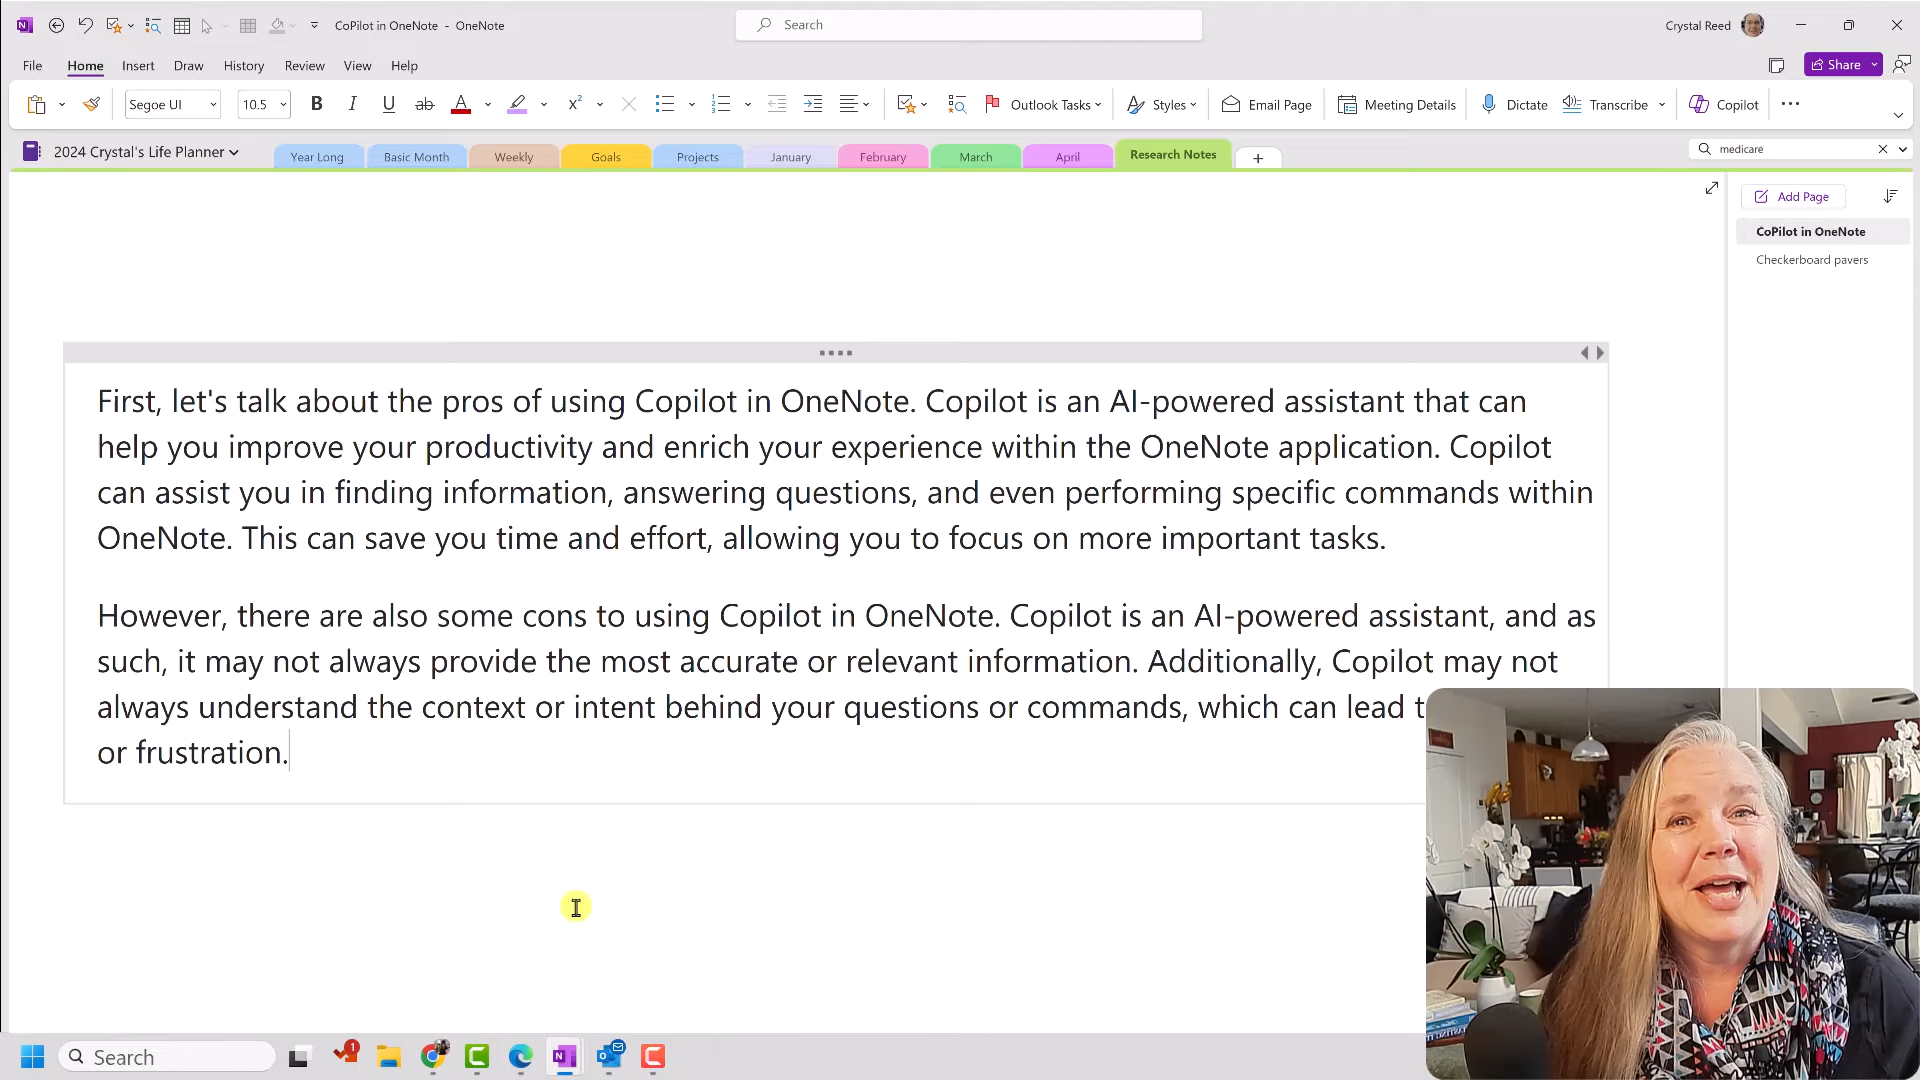 CoPilot in OneNote - OneNote
Search
Crystal Reed
File Home Insert Draw History Review View Help
Share
Segoe UI 10.5 B I U ab A x² Outlook Tasks Styles Email Page Meeting Details Dictate Transcribe Copilot
2024 Crystal's Life Planner Year Long Basic Month Weekly Goals Projects January February March April Research Notes + medicare
Add Page
CoPilot in OneNote
Checkerboard pavers
First, let's talk about the pros of using Copilot in OneNote. Copilot is an AI-powered assistant that can
help you improve your productivity and enrich your experience within the OneNote application. Copilot
can assist you in finding information, answering questions, and even performing specific commands within
OneNote. This can save you time and effort, allowing you to focus on more important tasks.
However, there are also some cons to using Copilot in OneNote. Copilot is an AI-powered assistant, and as
such, it may not always provide the most accurate or relevant information. Additionally, Copilot may not
always understand the context or intent behind your questions or commands, which can lead
or frustration.
Search
1